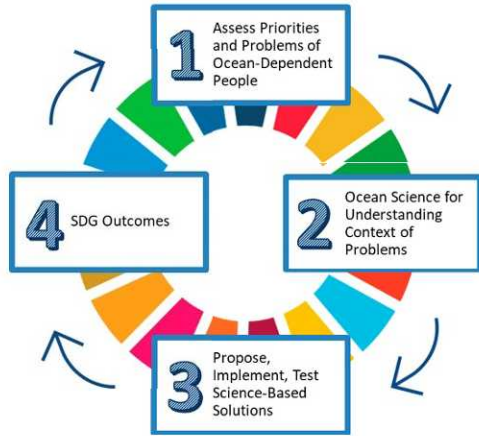 1
Assess Priorities
and Problems of
Ocean-Dependent
People
2
Ocean Science for
Understanding
Context of
Problems
3
Propose,
Implement, Test
Science-Based
Solutions
4
SDG Outcomes